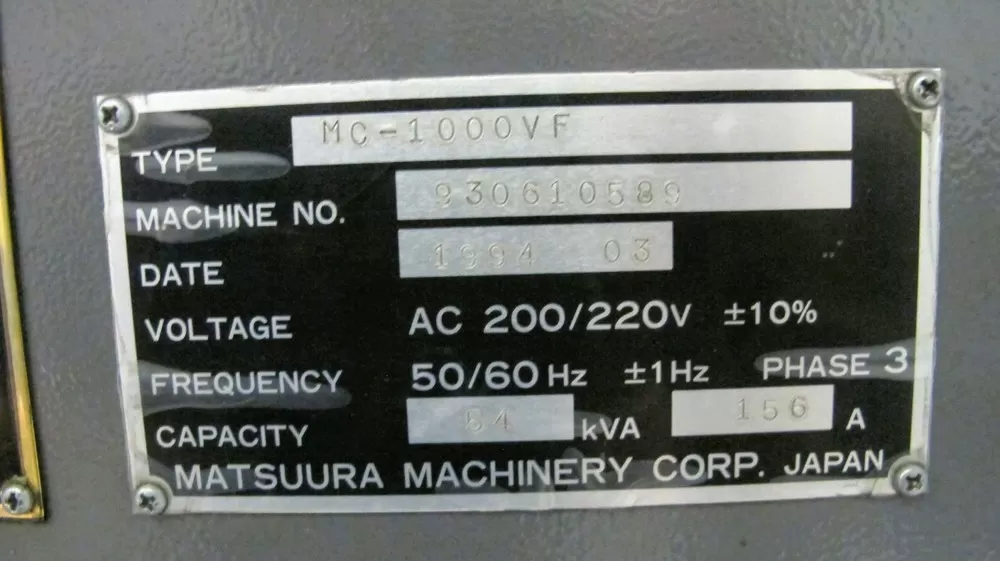 TYPE MC-1000VF
MACHINE NO. 930610589
DATE 1994 03
VOLTAGE AC 200/220V ±10%
FREQUENCY 50/60 Hz ±1Hz PHASE 3
CAPACITY 54 kVA 156 A
MATSUURA MACHINERY CORP. JAPAN